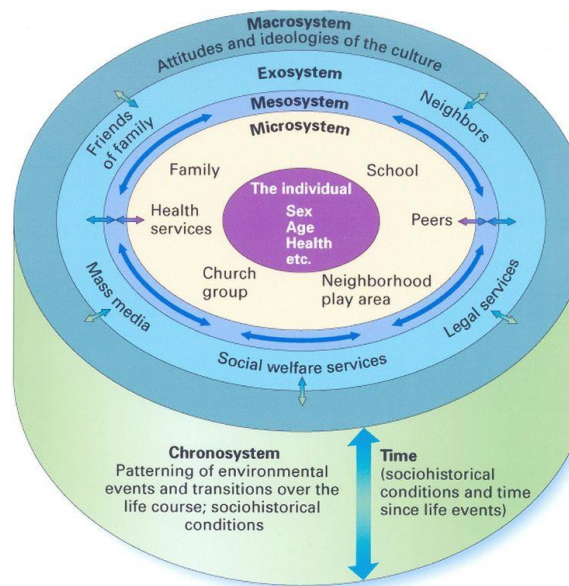 Macrosystem
Attitudes and ideologies of the culture
Exosystem
Mesosystem
Microsystem
Friends
of family
Neighbors
Family
School
The individual
Sex
Age
Health
etc.
Health
services
Peers
Church
group
Neighborhood
play area
Mass media
Legal services
Social welfare services
Chronosystem
Patterning of environmental
events and transitions over the
life course; sociohistorical
conditions
Time
(sociohistorical
conditions and time
since life events)